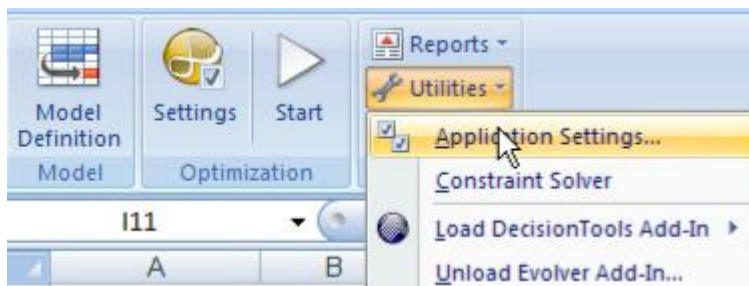 Model
Definition
Model
Settings
Start
Optimization
Reports
Utilities
Application Settings...
Constraint Solver
Load DecisionTools Add-In
Unload Evolver Add-In...
I11
A
B